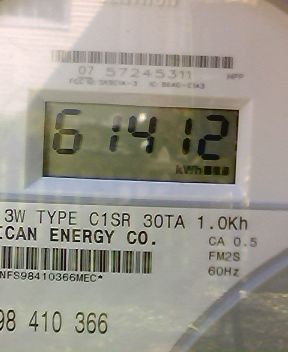 07 57245311 HPP
61412
kWh
3W TYPE C1SR 30TA 1.0Kh
ICAN ENERGY CO. CA 0.5
FM2S
NFS98410366MEC* 60Hz
98 410 366